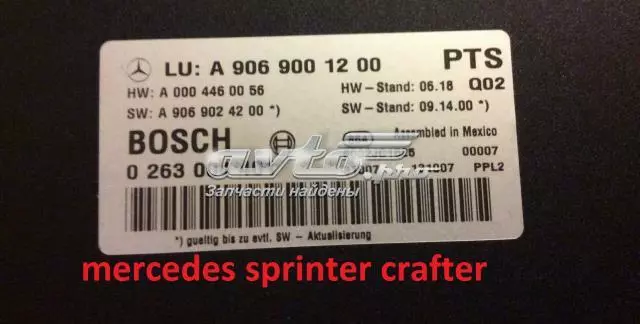 LU: A 906 900 12 00 PTS
HW: A 000 446 00 56 HW-Stand: 06.18 Q02
SW: A 906 902 42 00 *) SW-Stand: 09.14.00 *)
BOSCH Assembled in Mexico
00007
0 263 PPL2
Запчасти найдены
*) gueltig bis zu evtl. SW - Aktualisierung
mercedes sprinter crafter